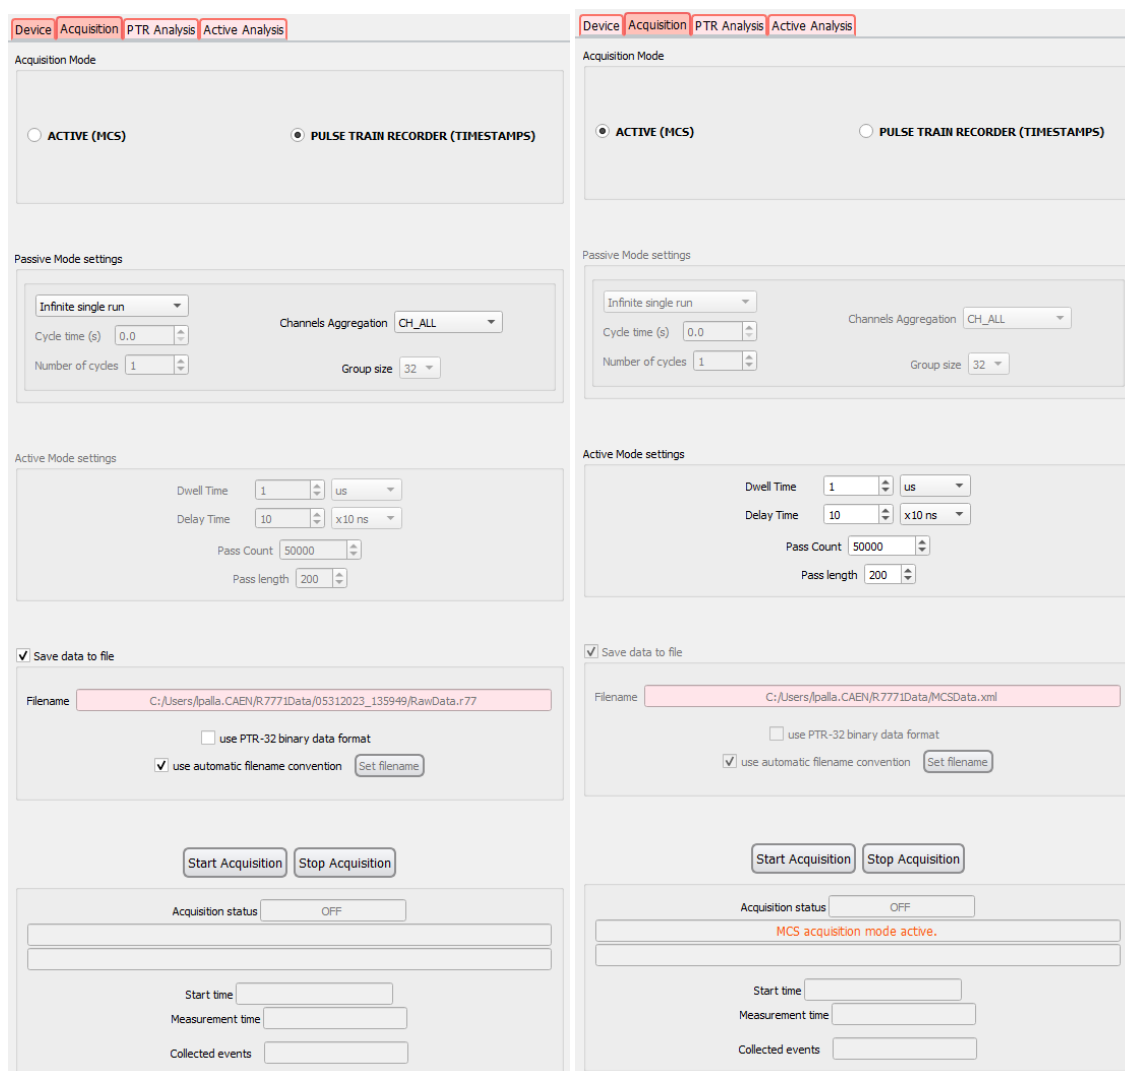 Device Acquisition PTR Analysis Active Analysis
Acquisition Mode
ACTIVE (MCS) PULSE TRAIN RECORDER (TIMESTAMPS)
Passive Mode settings
Infinite single run
Channels Aggregation CH_ALL
Cycle time (s) 0.0
Number of cycles 1
Group size 32
Active Mode settings
Dwell Time 1 us
Delay Time 10 x10 ns
Pass Count 50000
Pass length 200
Save data to file
Filename C:/Users/lpalla.CAEN/R7771Data/05312023_135949/RawData.r77
use PTR-32 binary data format
use automatic filename convention Set filename
Start Acquisition Stop Acquisition
Acquisition status OFF
Start time
Measurement time
Collected events
Device Acquisition PTR Analysis Active Analysis
Acquisition Mode
ACTIVE (MCS) PULSE TRAIN RECORDER (TIMESTAMPS)
Passive Mode settings
Infinite single run
Channels Aggregation CH_ALL
Cycle time (s) 0.0
Number of cycles 1
Group size 32
Active Mode settings
Dwell Time 1 us
Delay Time 10 x10 ns
Pass Count 50000
Pass length 200
Save data to file
Filename C:/Users/lpalla.CAEN/R7771Data/MCSData.xml
use PTR-32 binary data format
use automatic filename convention Set filename
Start Acquisition Stop Acquisition
Acquisition status OFF
MCS acquisition mode active.
Start time
Measurement time
Collected events